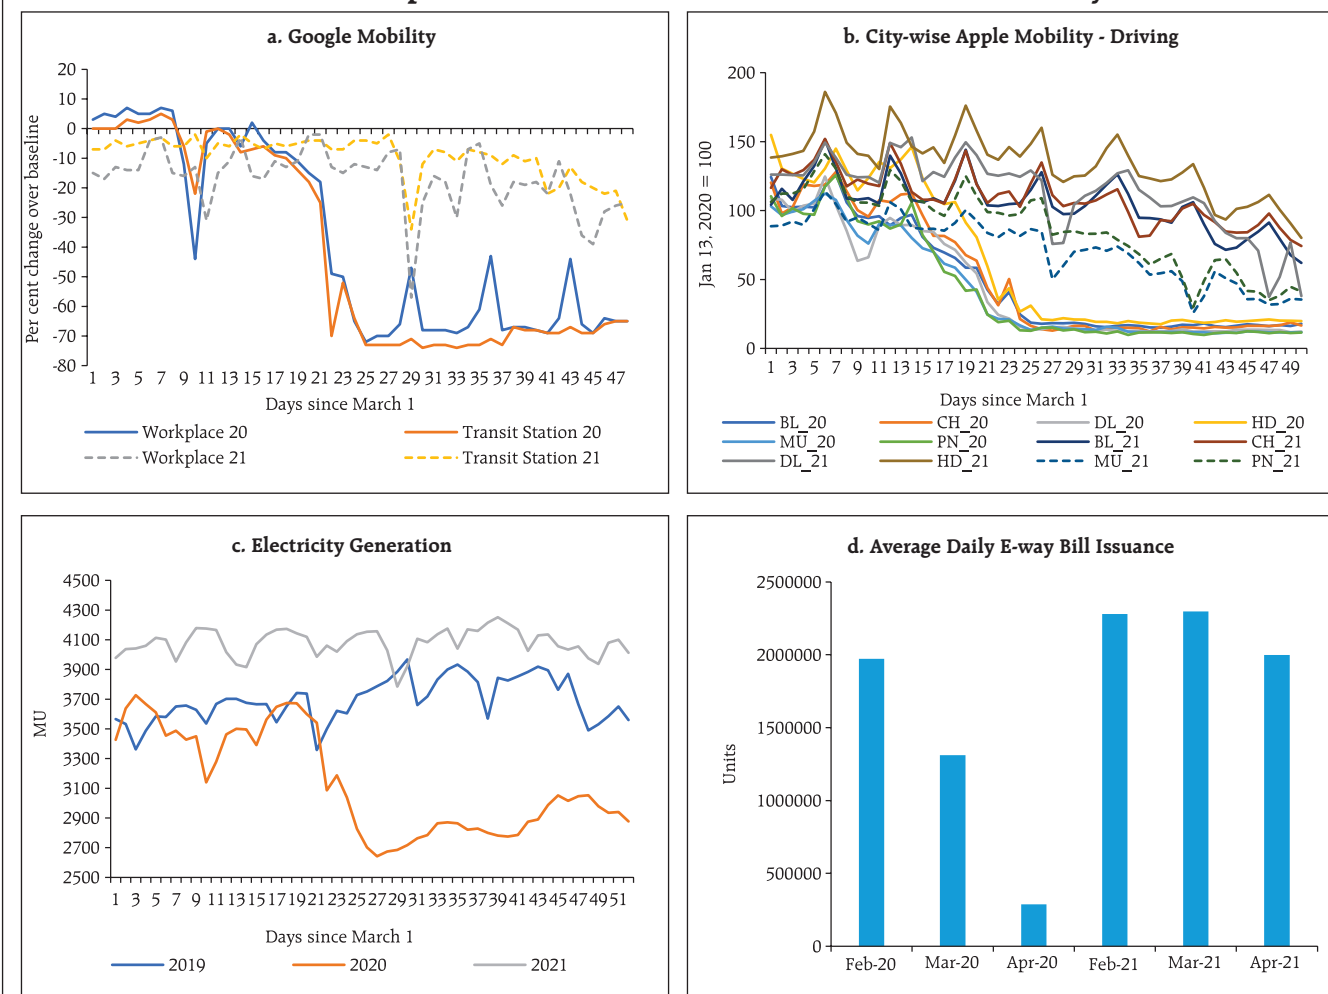 a. Google Mobility
Per cent change over baseline
20
10
0
-10
-20
-30
-40
-50
-60
-70
-80
1 3 5 7 9 11 13 15 17 19 21 23 25 27 29 31 33 35 37 39 41 43 45 47
Days since March 1
Workplace 20 Transit Station 20
Workplace 21 Transit Station 21
b. City-wise Apple Mobility - Driving
Jan 13, 2020 = 100
200
150
100
50
0
1 3 5 7 9 11 13 15 17 19 21 23 25 27 29 31 33 35 37 39 41 43 45 47 49
Days since March 1
BL_20 CH_20 DL_20 HD_20
MU_20 PN_20 BL_21 CH_21
DL_21 HD_21 MU_21 PN_21
c. Electricity Generation
MU
4500
4300
4100
3900
3700
3500
3300
3100
2900
2700
2500
1 3 5 7 9 11 13 15 17 19 21 23 25 27 29 31 33 35 37 39 41 43 45 47 49 51
Days since March 1
2019 2020 2021
d. Average Daily E-way Bill Issuance
Units
2500000
2000000
1500000
1000000
500000
0
Feb-20 Mar-20 Apr-20 Feb-21 Mar-21 Apr-21